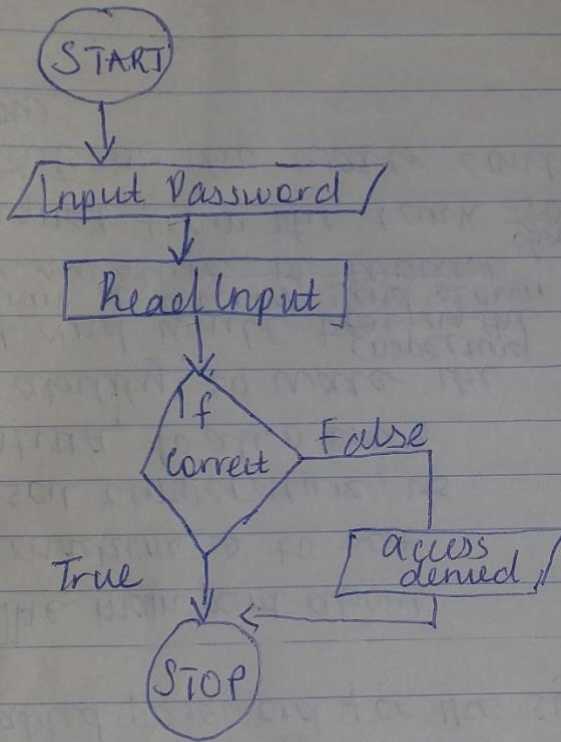 START
Input Password
Read Input
If
correct
False
access
denied
True
STOP